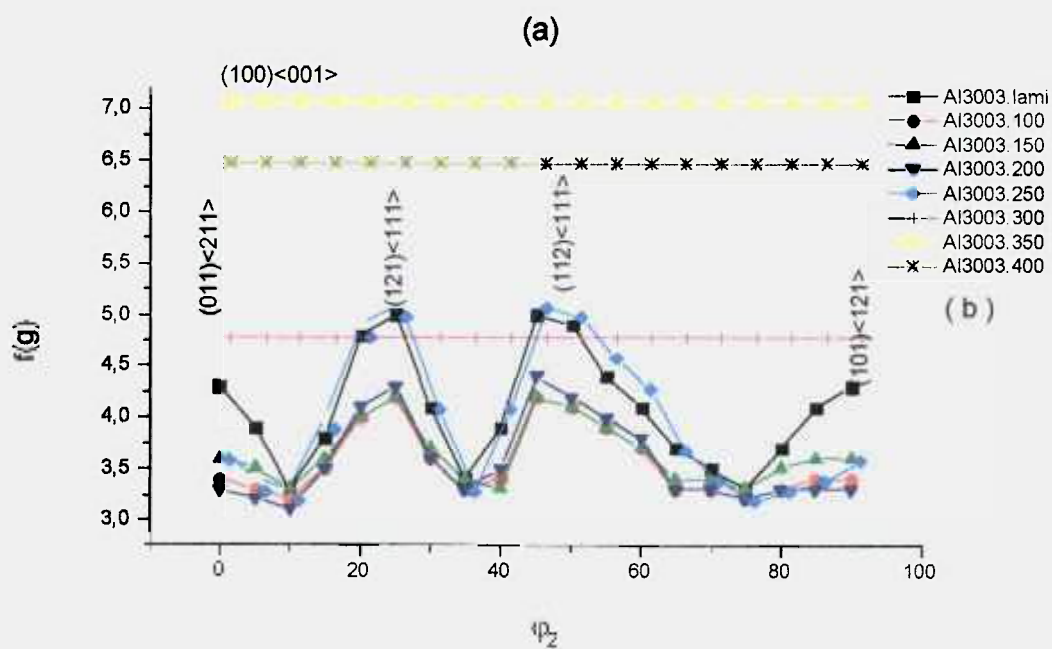 (a)
(100)<001>
7,0
6,5
6,0
5,5
5,0
4,5
4,0
3,5
3,0
f(g)
(011)<211>
(121)<111>
(112)<111>
(101)<121>
Al3003.lami
Al3003.100
Al3003.150
Al3003.200
Al3003.250
Al3003.300
Al3003.350
Al3003.400
( b )
0 20 40 60 80 100
φ2